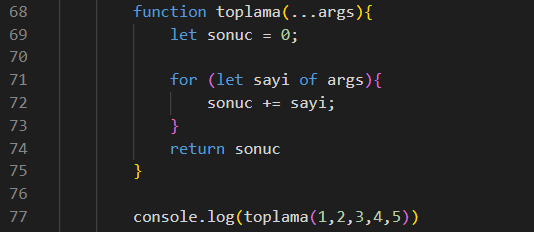 68 function toplama(...args){
69 let sonuc = 0;
70
71 for (let sayi of args){
72 sonuc += sayi;
73 }
74 return sonuc
75 }
76
77 console.log(toplama(1,2,3,4,5))